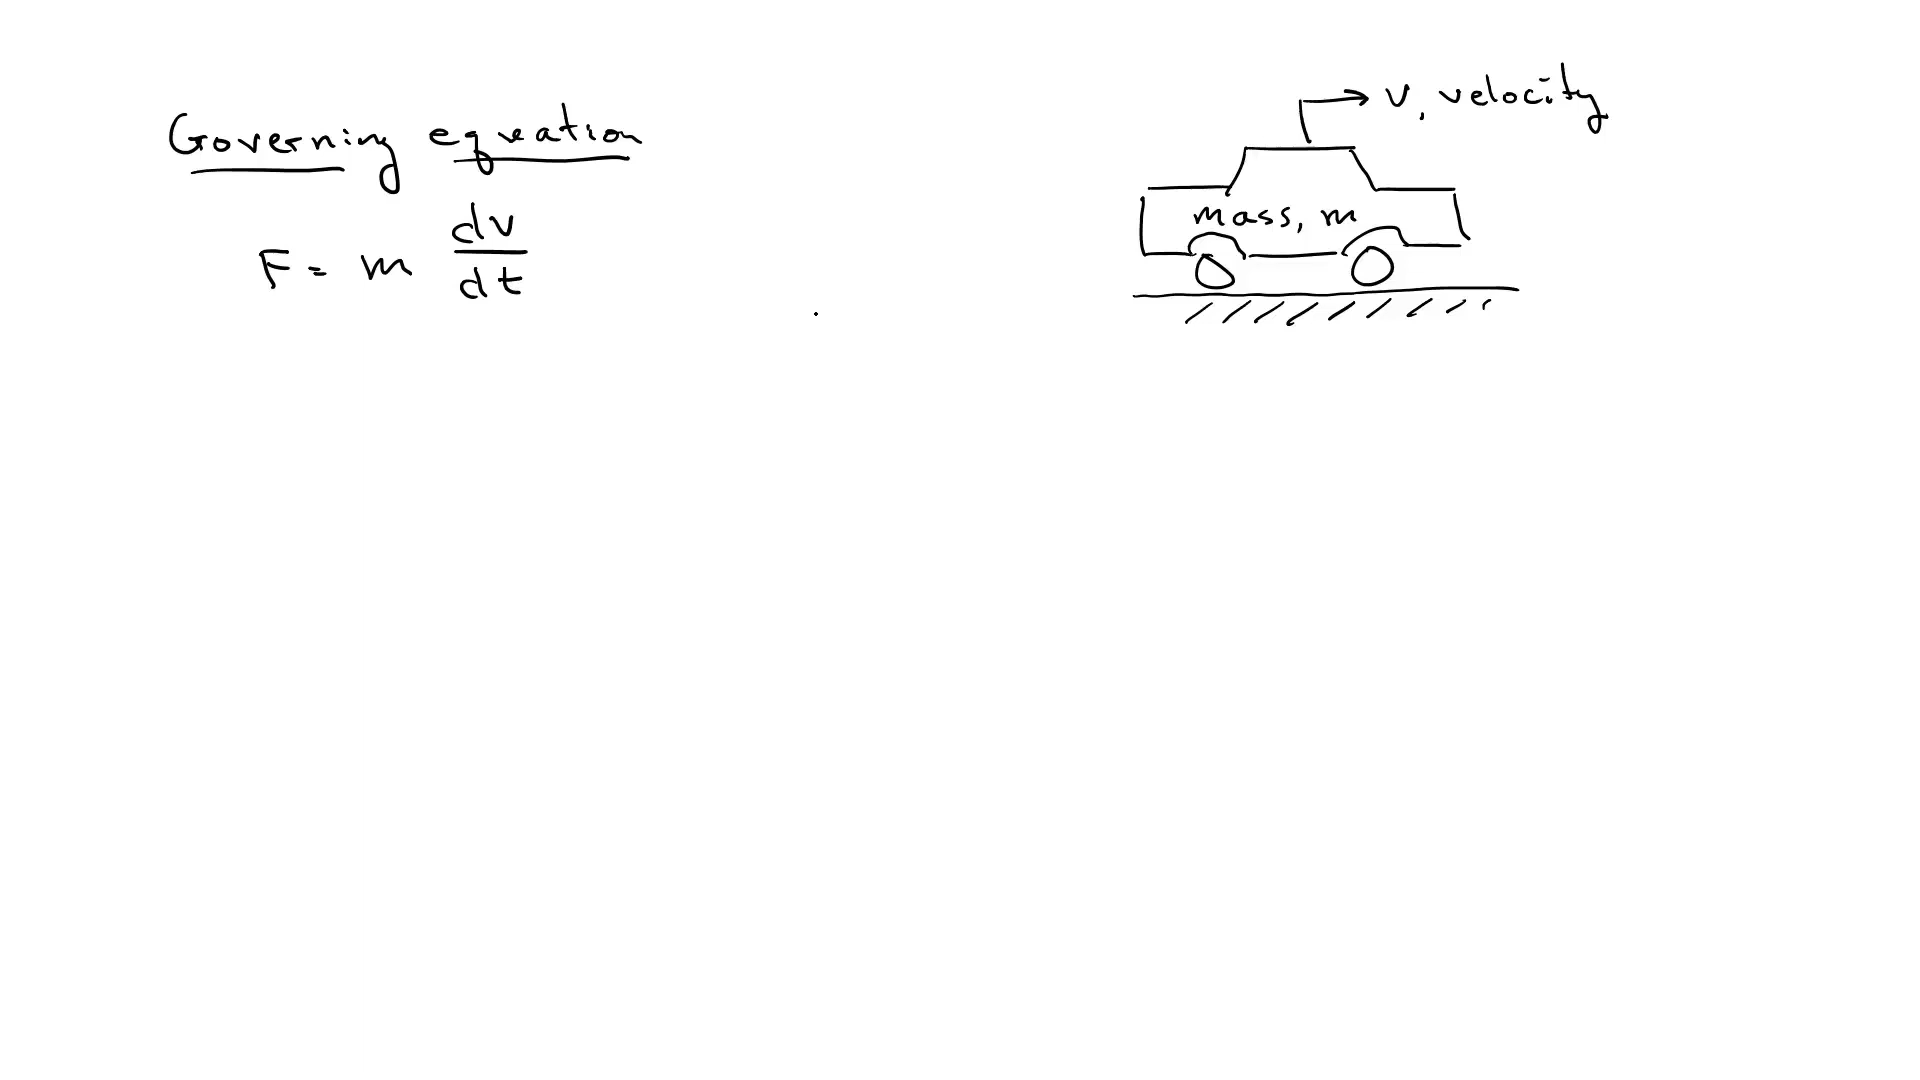 Governing equation
F = m dv/dt
v, velocity
mass, m